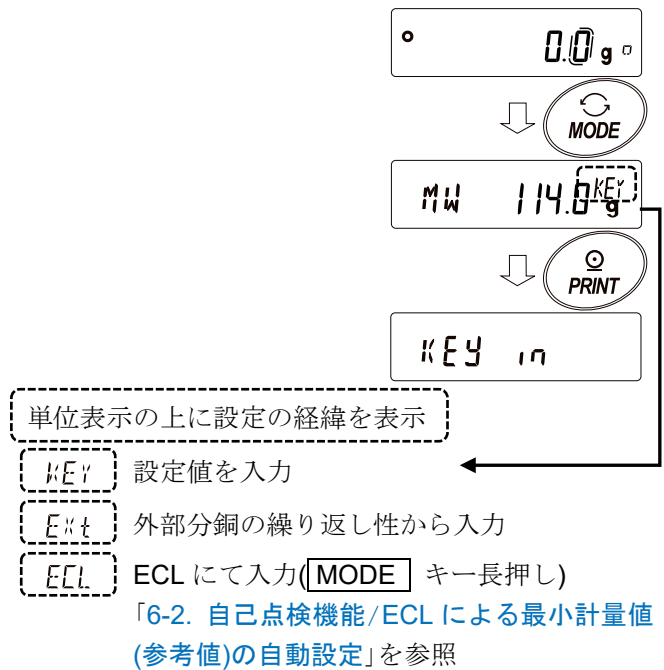 0.0 g
MODE
MW 114.0 g KEY
PRINT
KEY in
単位表示の上に設定の経緯を表示
KEY 設定値を入力
Ext 外部分銅の繰り返し性から入力
ECL ECL にて入力(MODE キー長押し)
「6-2. 自己点検機能/ECL による最小計量値
(参考値)の自動設定」を参照